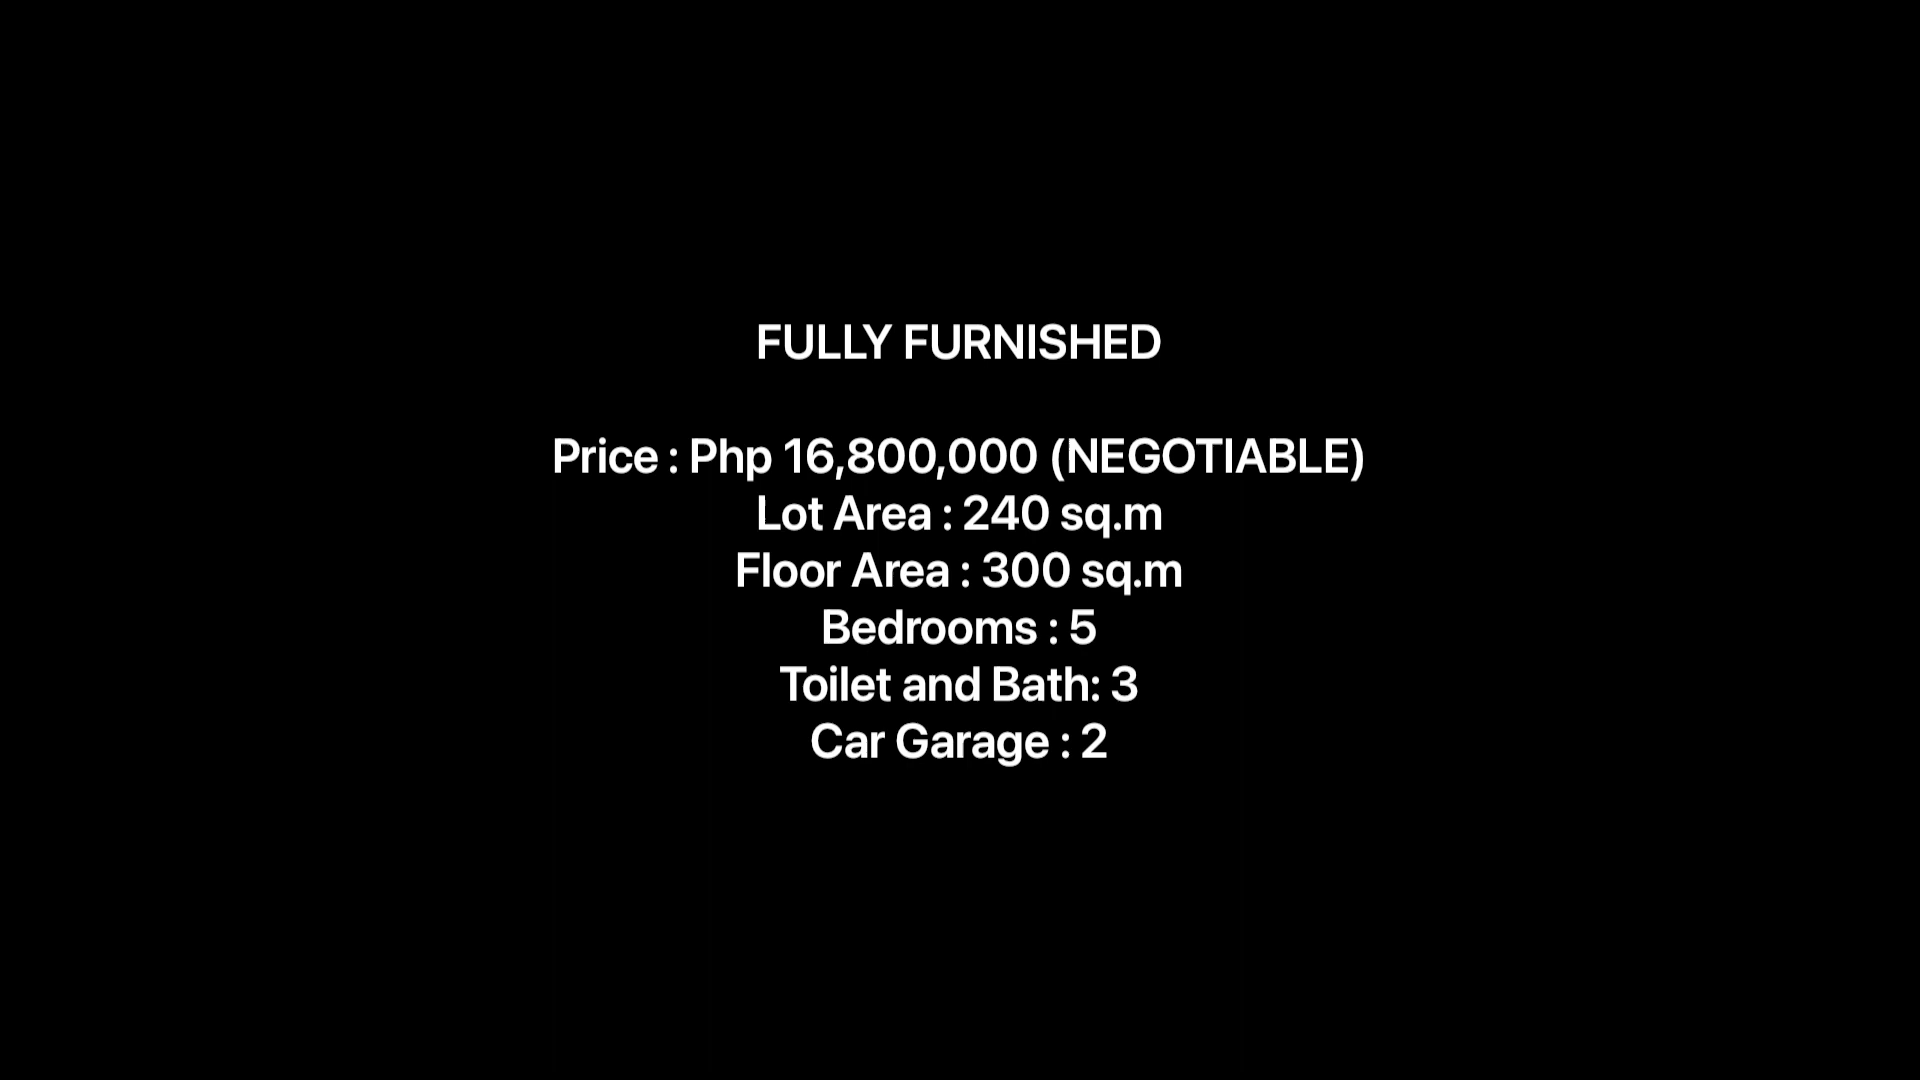 FULLY FURNISHED
Price : Php 16,800,000 (NEGOTIABLE)
Lot Area : 240 sq.m
Floor Area : 300 sq.m
Bedrooms : 5
Toilet and Bath: 3
Car Garage : 2